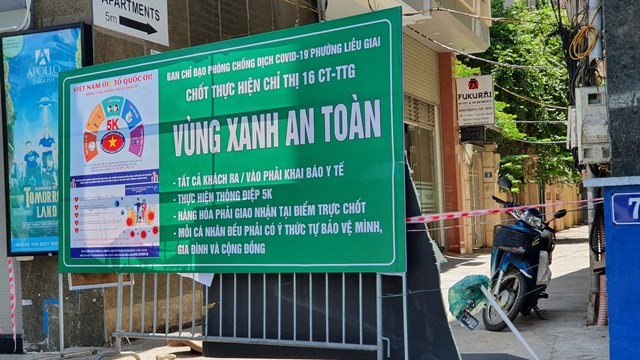 APARTMENTS
5m
APOLLO
ENGLISH
TOMORROW
LAND
VIỆT NAM ƠI - TỔ QUỐC ƠI!
5K
BAN CHỈ ĐẠO PHÒNG CHỐNG DỊCH COVID-19 PHƯỜNG LIỄU GIAI
CHỐT THỰC HIỆN CHỈ THỊ 16 CT-TTG
VÙNG XANH AN TOÀN
- TẤT CẢ KHÁCH RA / VÀO PHẢI KHAI BÁO Y TẾ
- THỰC HIỆN THÔNG ĐIỆP 5K
- HÀNG HÓA PHẢI GIAO NHẬN TẠI ĐIỂM TRỰC CHỐT
- MỖI CÁ NHÂN ĐỀU PHẢI CÓ Ý THỨC TỰ BẢO VỆ MÌNH,
GIA ĐÌNH VÀ CỘNG ĐỒNG
FUKURAI
7